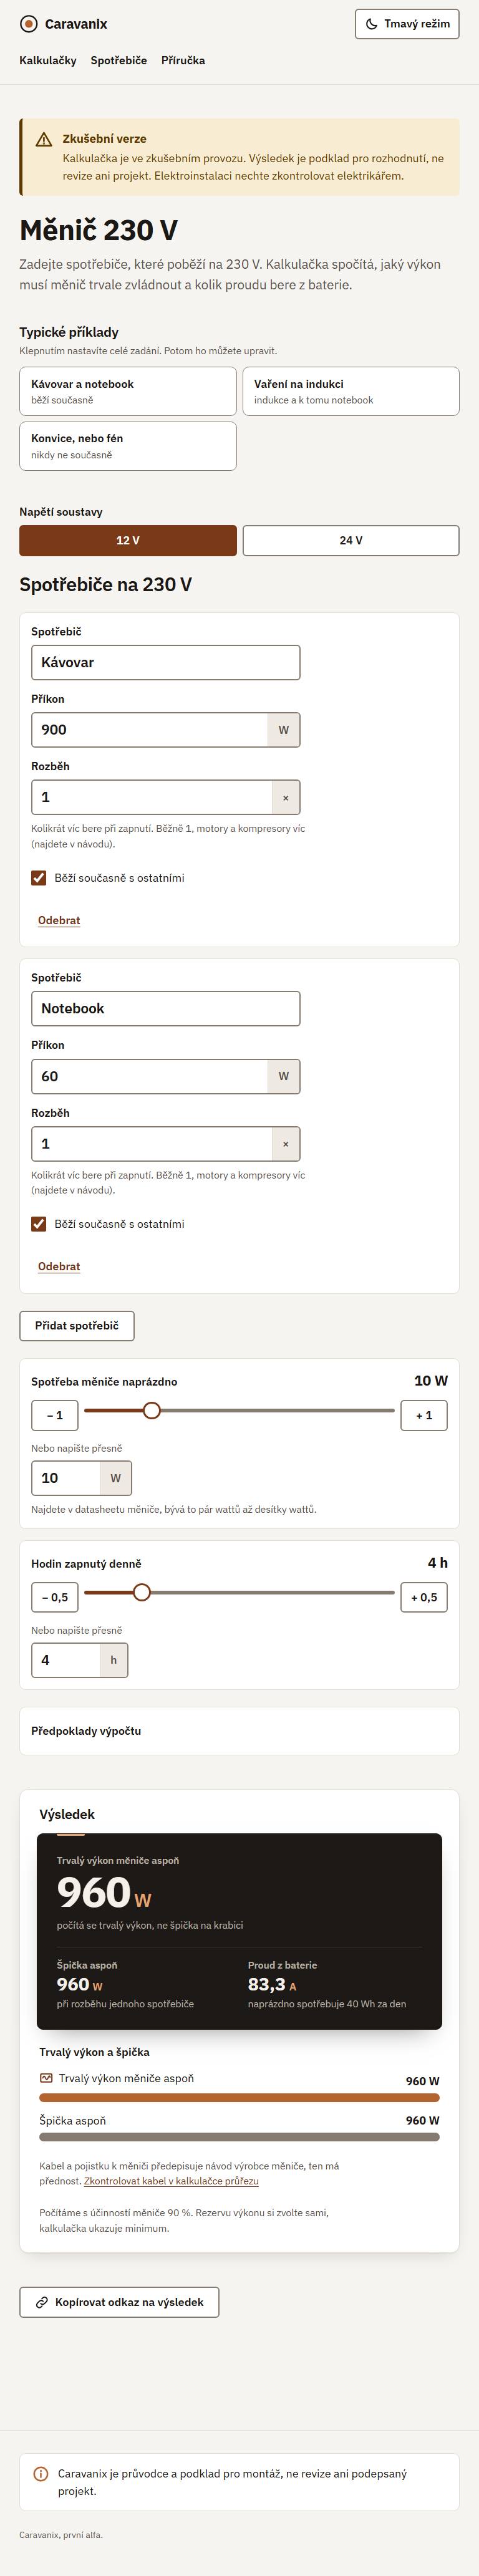 Caravanix
Tmavý režim
Kalkulačky Spotřebiče Příručka
Zkušební verze
Kalkulačka je ve zkušebním provozu. Výsledek je podklad pro rozhodnutí, ne
revize ani projekt. Elektroinstalaci nechte zkontrolovat elektrikářem.
Měnič 230 V
Zadejte spotřebiče, které poběží na 230 V. Kalkulačka spočítá, jaký výkon
musí měnič trvale zvládnout a kolik proudu bere z baterie.
Typické příklady
Klepnutím nastavíte celé zadání. Potom ho můžete upravit.
Kávovar a notebook
běží současně
Vaření na indukci
indukce a k tomu notebook
Konvice, nebo fén
nikdy ne současně
Napětí soustavy
12 V
24 V
Spotřebiče na 230 V
Spotřebič
Kávovar
Příkon
900 W
Rozběh
1 ×
Kolikrát víc bere při zapnutí. Běžně 1, motory a kompresory víc
(najdete v návodu).
Běží současně s ostatními
Odebrat
Spotřebič
Notebook
Příkon
60 W
Rozběh
1 ×
Kolikrát víc bere při zapnutí. Běžně 1, motory a kompresory víc
(najdete v návodu).
Běží současně s ostatními
Odebrat
Přidat spotřebič
Spotřeba měniče naprázdno 10 W
− 1 + 1
Nebo napište přesně
10 W
Najdete v datasheetu měniče, bývá to pár wattů až desítky wattů.
Hodin zapnutý denně 4 h
− 0,5 + 0,5
Nebo napište přesně
4 h
Předpoklady výpočtu
Výsledek
Trvalý výkon měniče aspoň
960 W
počítá se trvalý výkon, ne špička na krabici
Špička aspoň
960 W
při rozběhu jednoho spotřebiče
Proud z baterie
83,3 A
naprázdno spotřebuje 40 Wh za den
Trvalý výkon a špička
Trvalý výkon měniče aspoň 960 W
Špička aspoň 960 W
Kabel a pojistku k měniči předepisuje návod výrobce měniče, ten má
přednost. Zkontrolovat kabel v kalkulačce průřezu
Počítáme s účinností měniče 90 %. Rezervu výkonu si zvolte sami,
kalkulačka ukazuje minimum.
Kopírovat odkaz na výsledek
Caravanix je průvodce a podklad pro montáž, ne revize ani podepsaný
projekt.
Caravanix, první alfa.